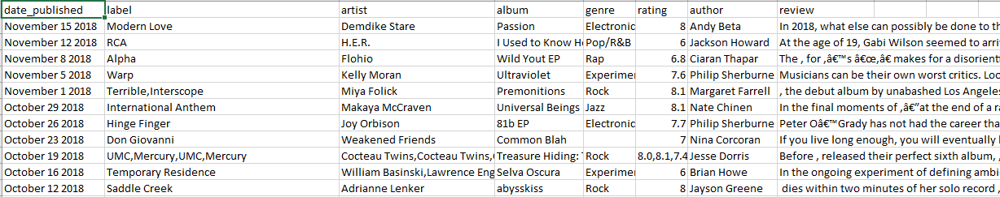 date_published label artist album genre rating author review
November 15 2018 Modern Love Demdike Stare Passion Electronic 8 Andy Beta In 2018, what else can possibly be done to th
November 12 2018 RCA H.E.R. I Used to Know H Pop/R&B 6 Jackson Howard At the age of 19, Gabi Wilson seemed to arri
November 8 2018 Alpha Flohio Wild Yout EP Rap 6.8 Ciaran Thapar The , for ,â€™s â€œ,â€ makes for a disorient
November 5 2018 Warp Kelly Moran Ultraviolet Experimen 7.6 Philip Sherburne Musicians can be their own worst critics. Loo
November 1 2018 Terrible,Interscope Miya Folick Premonitions Rock 8.1 Margaret Farrell , the debut album by unabashed Los Angeles
October 29 2018 International Anthem Makaya McCraven Universal Beings Jazz 8.1 Nate Chinen In the final moments of ,â€”at the end of a ra
October 26 2018 Hinge Finger Joy Orbison 81b EP Electronic 7.7 Philip Sherburne Peter Oâ€™Grady has not had the career tha
October 23 2018 Don Giovanni Weakened Friends Common Blah 7 Nina Corcoran If you live long enough, you will eventually
October 19 2018 UMC,Mercury,UMC,Mercury Cocteau Twins,Cocteau Twins, Treasure Hiding: Rock 8.0,8.1,7.4 Jesse Dorris Before , released their perfect sixth album, ,
October 16 2018 Temporary Residence William Basinski,Lawrence Eng Selva Oscura Experimen 6 Brian Howe In the ongoing experiment of defining ambi
October 12 2018 Saddle Creek Adrianne Lenker abysskiss Rock 8 Jayson Greene dies within two minutes of her solo record ,